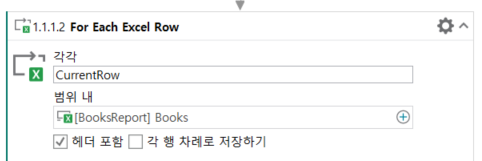 1.1.1.2 For Each Excel Row
각각
CurrentRow
범위 내
[BooksReport] Books
헤더 포함 각 행 차례로 저장하기